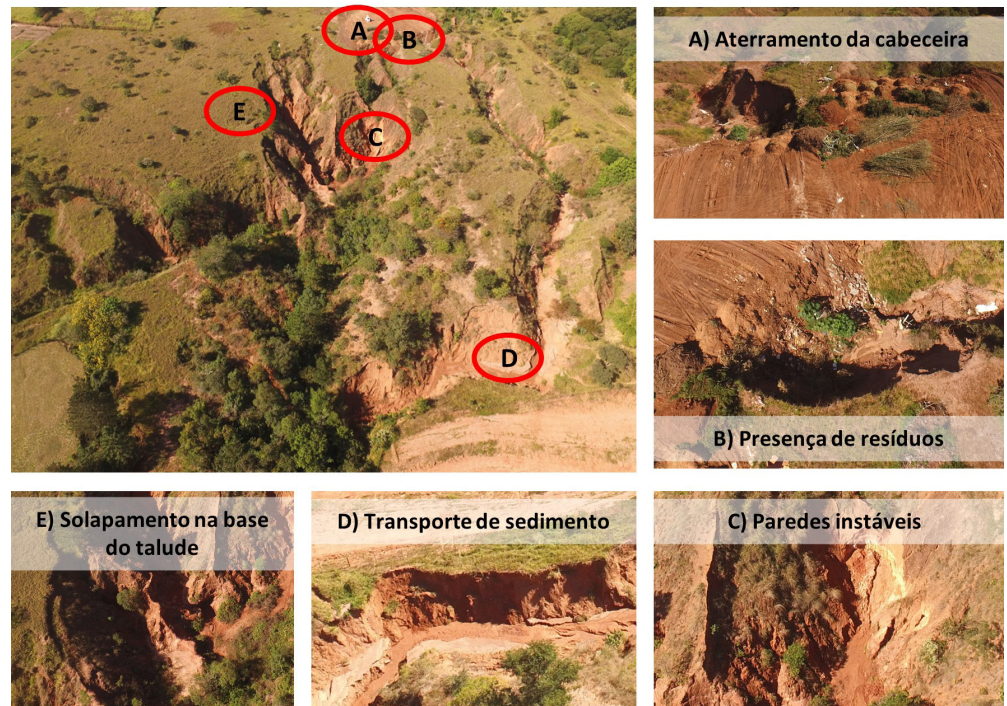 A
B
E
C
D
A) Aterramento da cabeceira
B) Presença de resíduos
E) Solapamento na base
do talude
D) Transporte de sedimento
C) Paredes instáveis